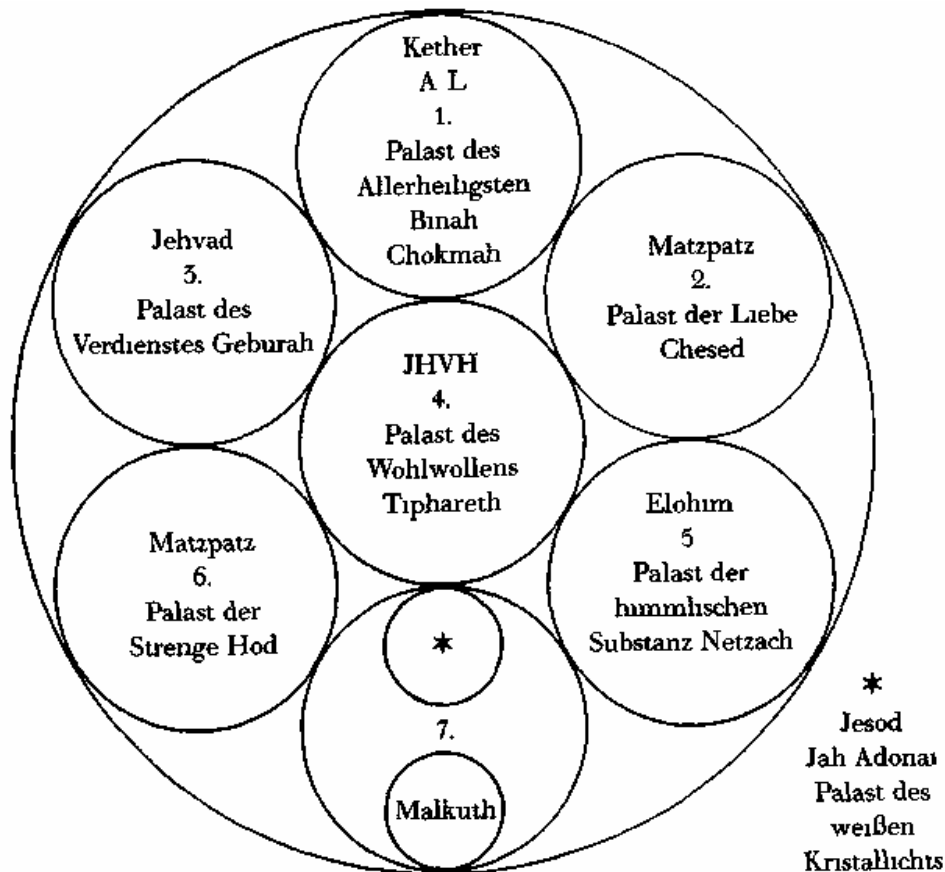 Kether
A L
1.
Palast des
Allerheiligsten
Binah
Chokmah
Jehvad
3.
Palast des
Verdienstes Geburah
Matzpatz
2.
Palast der Liebe
Chesed
JHVH
4.
Palast des
Wohlwollens
Tiphareth
Matzpatz
6.
Palast der
Strenge Hod
Elohim
5
Palast der
himmlischen
Substanz Netzach
*
7.
Malkuth
*
Jesod
Jah Adonai
Palast des
weißen
Kristallichts